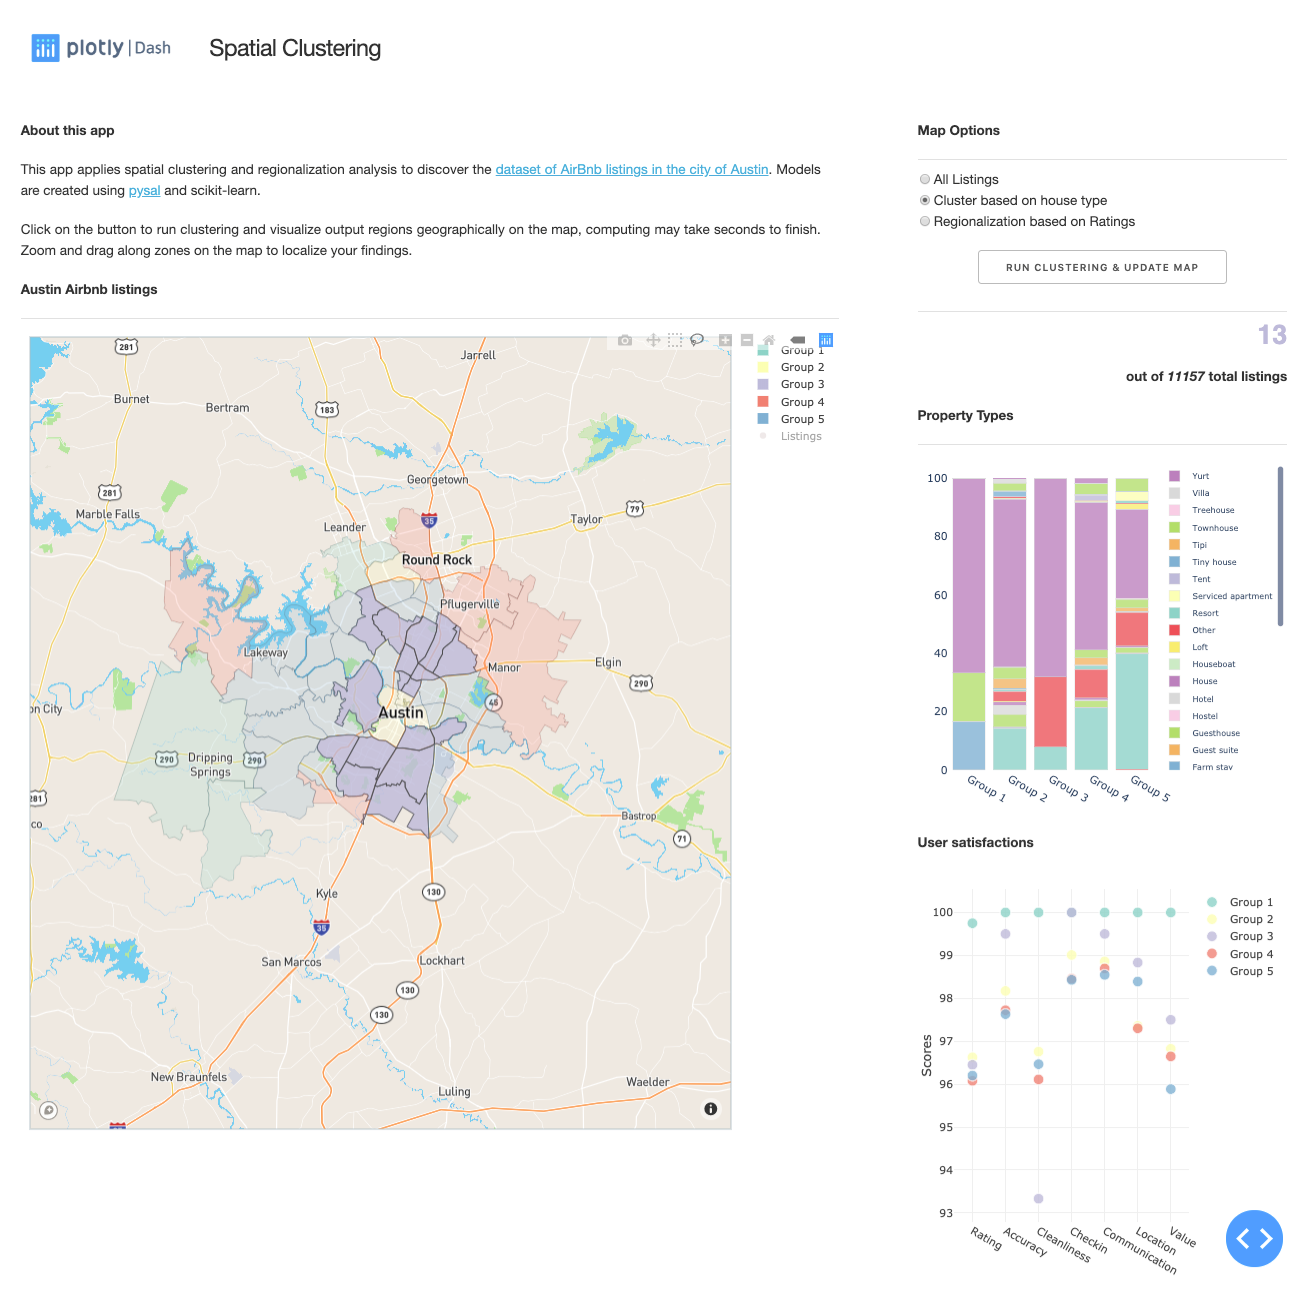 plotly | Dash
Spatial Clustering
About this app
This app applies spatial clustering and regionalization analysis to discover the dataset of AirBnb listings in the city of Austin. Models
are created using pysal and scikit-learn.
Click on the button to run clustering and visualize output regions geographically on the map, computing may take seconds to finish.
Zoom and drag along zones on the map to localize your findings.
Austin Airbnb listings
281
Jarrell
Burnet
Bertram
183
Georgetown
281
Marble Falls
Leander
35
Taylor
79
Round Rock
Pflugerville
Lakeway
Manor
Elgin
290
45
on City
Austin
290
Dripping
Springs
290
281
co
Bastrop
71
Kyle
130
35
San Marcos
Lockhart
130
130
New Braunfels
Luling
Waelder
Group 1
Group 2
Group 3
Group 4
Group 5
Listings
Map Options
All Listings
Cluster based on house type
Regionalization based on Ratings
RUN CLUSTERING & UPDATE MAP
13
out of 11157 total listings
Property Types
100
80
60
40
20
0
Group 1
Group 2
Group 3
Group 4
Group 5
Yurt
Villa
Treehouse
Townhouse
Tipi
Tiny house
Tent
Serviced apartment
Resort
Other
Loft
Houseboat
House
Hotel
Hostel
Guesthouse
Guest suite
Farm stay
User satisfactions
100
99
98
97
96
95
94
93
Scores
Rating
Accuracy
Cleanliness
Checkin
Communication
Location
Value
Group 1
Group 2
Group 3
Group 4
Group 5